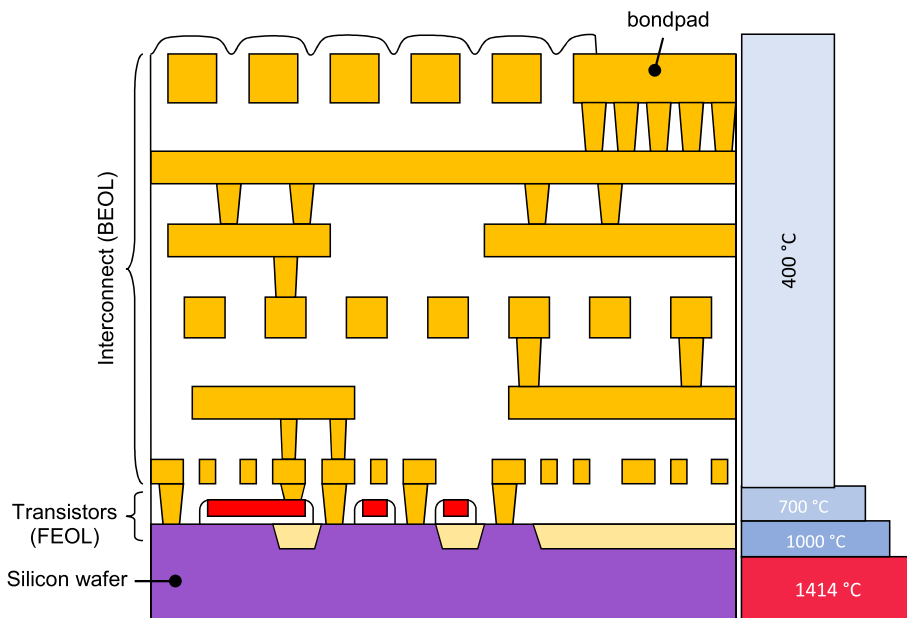 bondpad
Interconnect (BEOL)
400 °C
Transistors
(FEOL)
700 °C
1000 °C
Silicon wafer
1414 °C